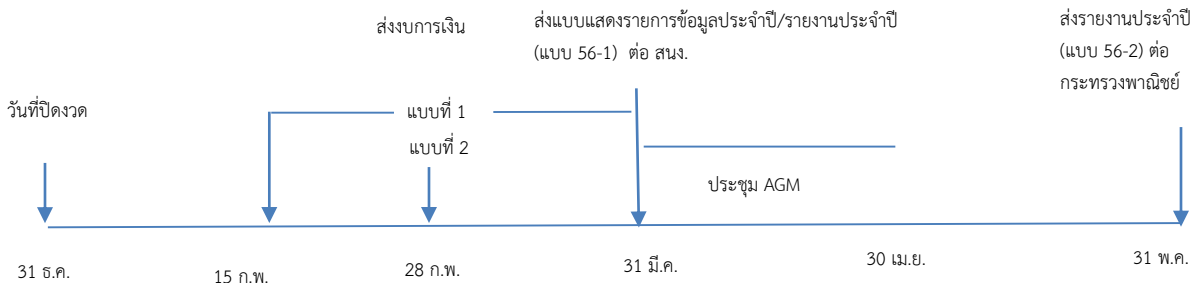 ส่งงบการเงิน
ส่งแบบแสดงรายการข้อมูลประจำปี/รายงานประจำปี
(แบบ 56-1) ต่อ สนง.
ส่งรายงานประจำปี
(แบบ 56-2) ต่อ
กระทรวงพาณิชย์
วันที่ปิดงวด
แบบที่ 1
แบบที่ 2
ประชุม AGM
31 ธ.ค.
15 ก.พ.
28 ก.พ.
31 มี.ค.
30 เม.ย.
31 พ.ค.